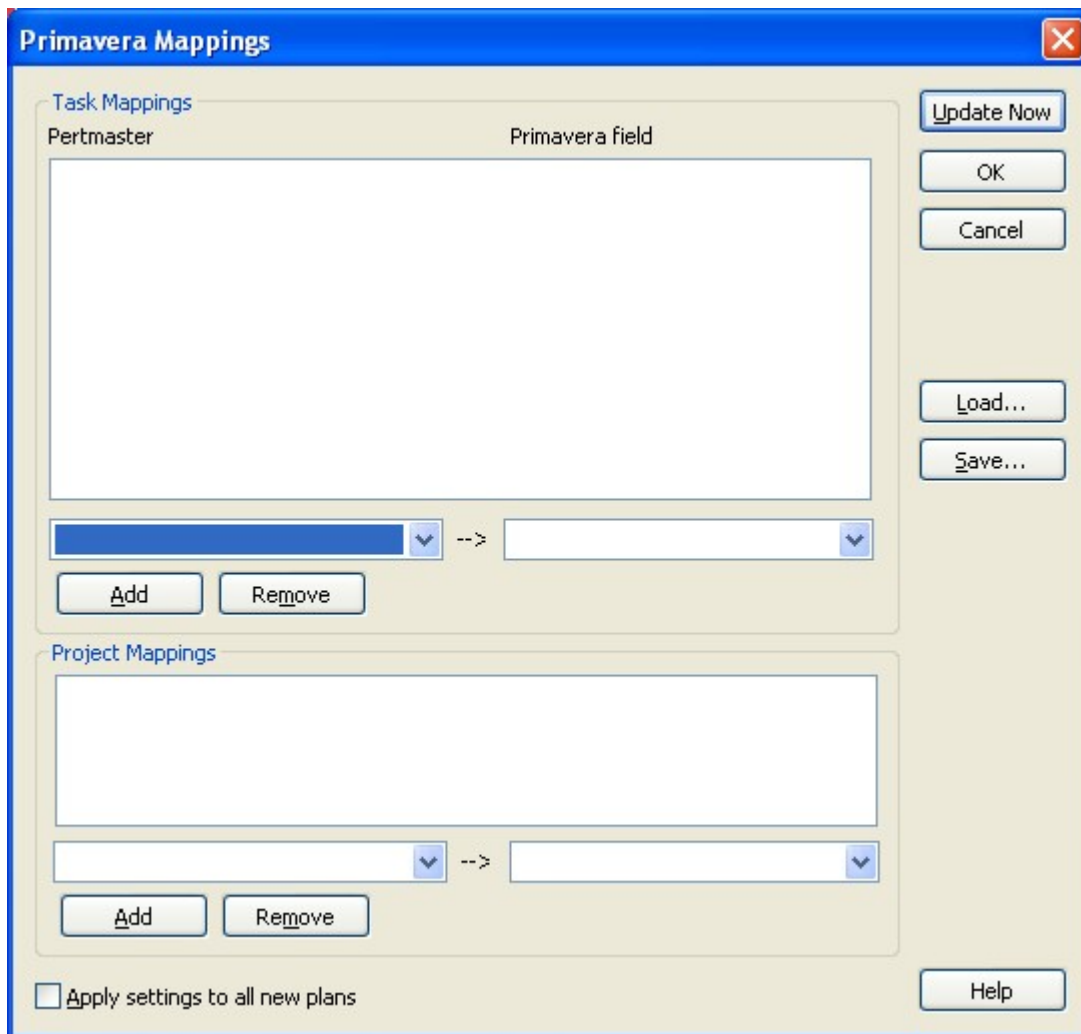 Primavera Mappings
Task Mappings
Pertmaster Primavera field
-->
Add Remove
Project Mappings
-->
Add Remove
Apply settings to all new plans
Update Now
OK
Cancel
Load...
Save...
Help